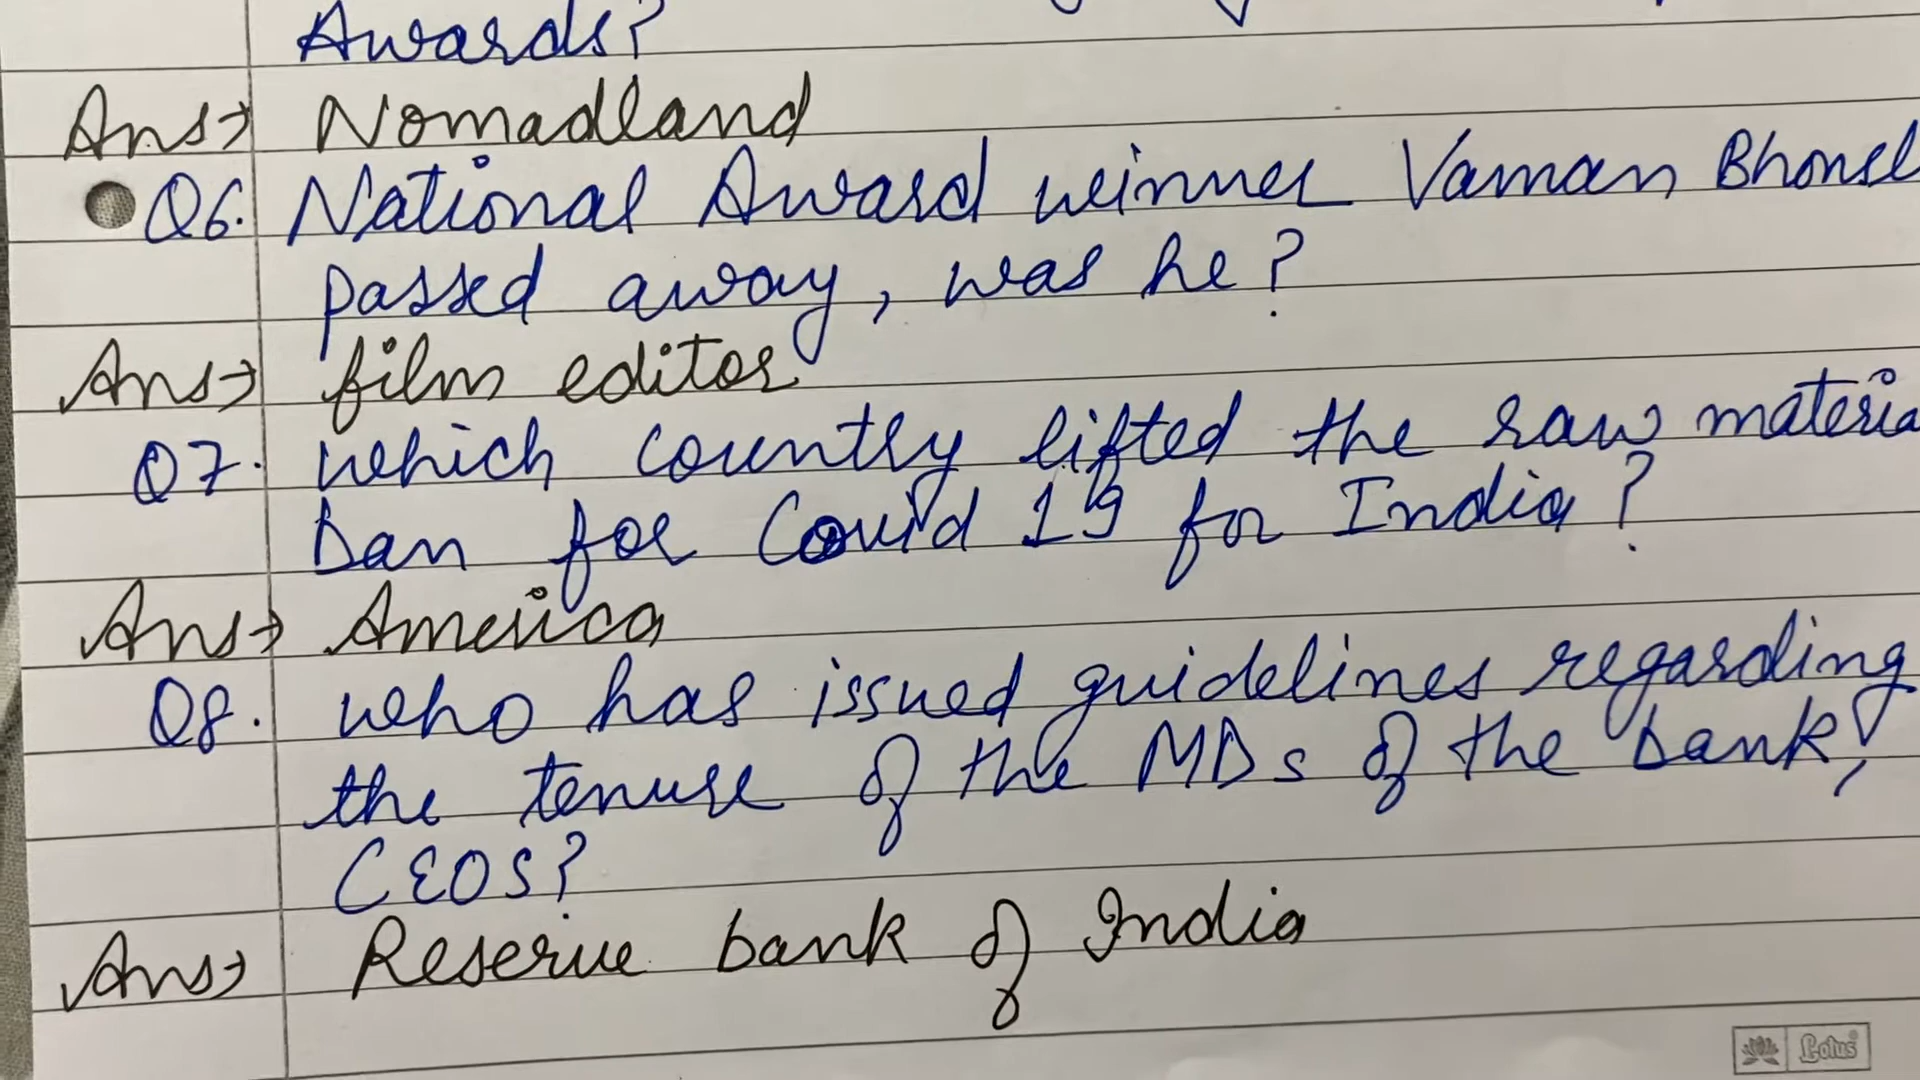 Awards?
Ans→ Nomadland
Q6. National Award winner Vaman Bhonsl
passed away, was he?
Ans→ film editor
Q7. which country lifted the raw materia
ban for Covid 19 for India?
Ans→ America
Q8. who has issued guidelines regarding
the tenure of the MDs of the bank,
CEOS?
Ans→ Reserve bank of India
Lotus